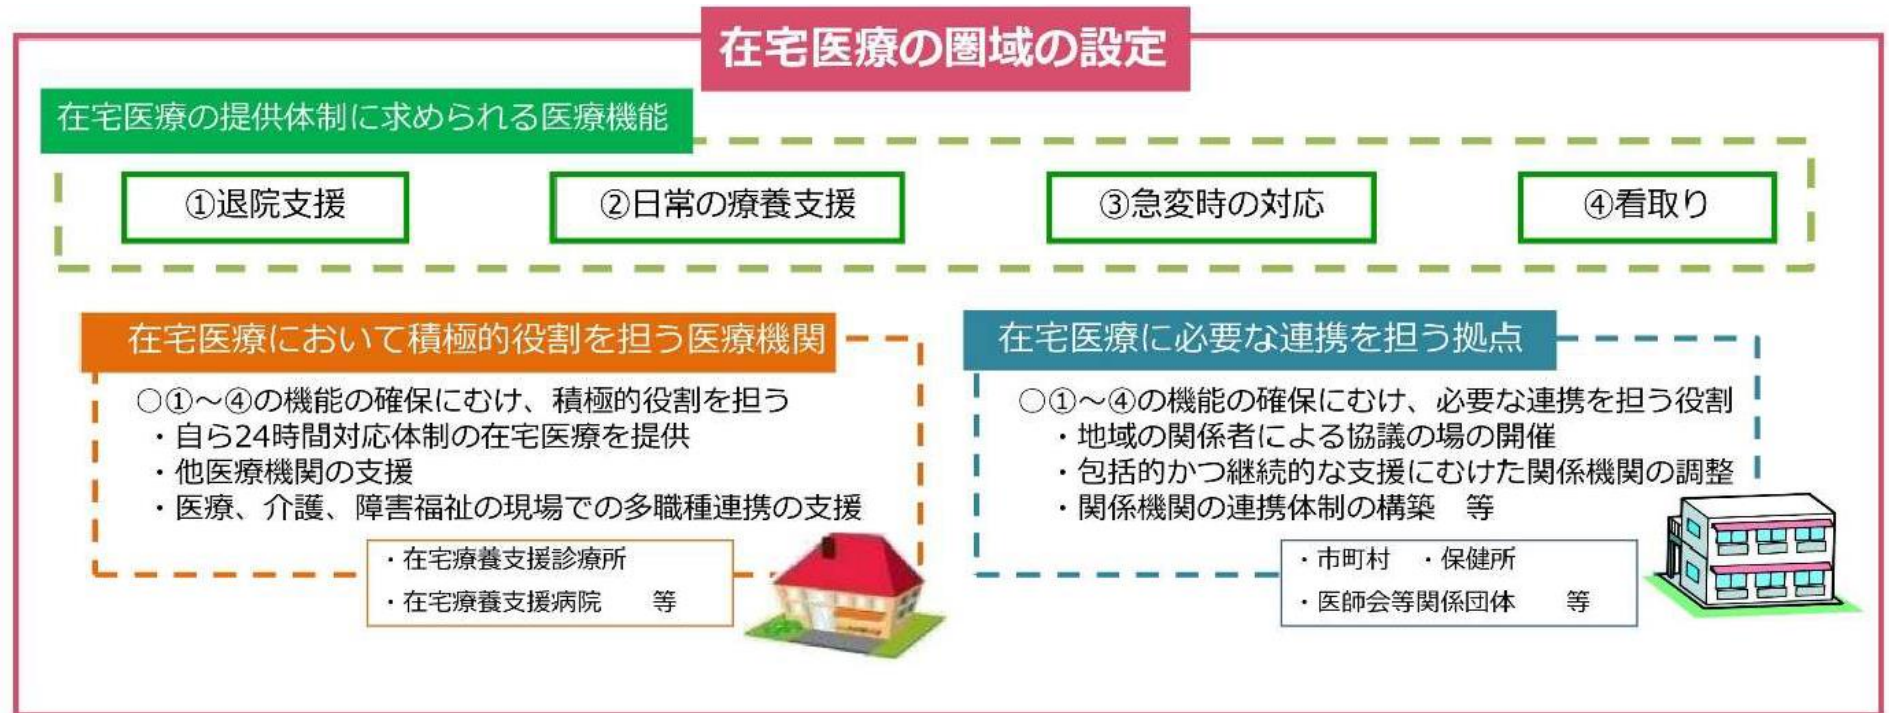 在宅医療の圏域の設定
在宅医療の提供体制に求められる医療機能
①退院支援
②日常の療養支援
③急変時の対応
④看取り
在宅医療において積極的役割を担う医療機関
○①～④の機能の確保にむけ、積極的役割を担う
・自ら24時間対応体制の在宅医療を提供
・他医療機関の支援
・医療、介護、障害福祉の現場での多職種連携の支援
・在宅療養支援診療所
・在宅療養支援病院　　等
在宅医療に必要な連携を担う拠点
○①～④の機能の確保にむけ、必要な連携を担う役割
・地域の関係者による協議の場の開催
・包括的かつ継続的な支援にむけた関係機関の調整
・関係機関の連携体制の構築　等
・市町村　・保健所
・医師会等関係団体　　等